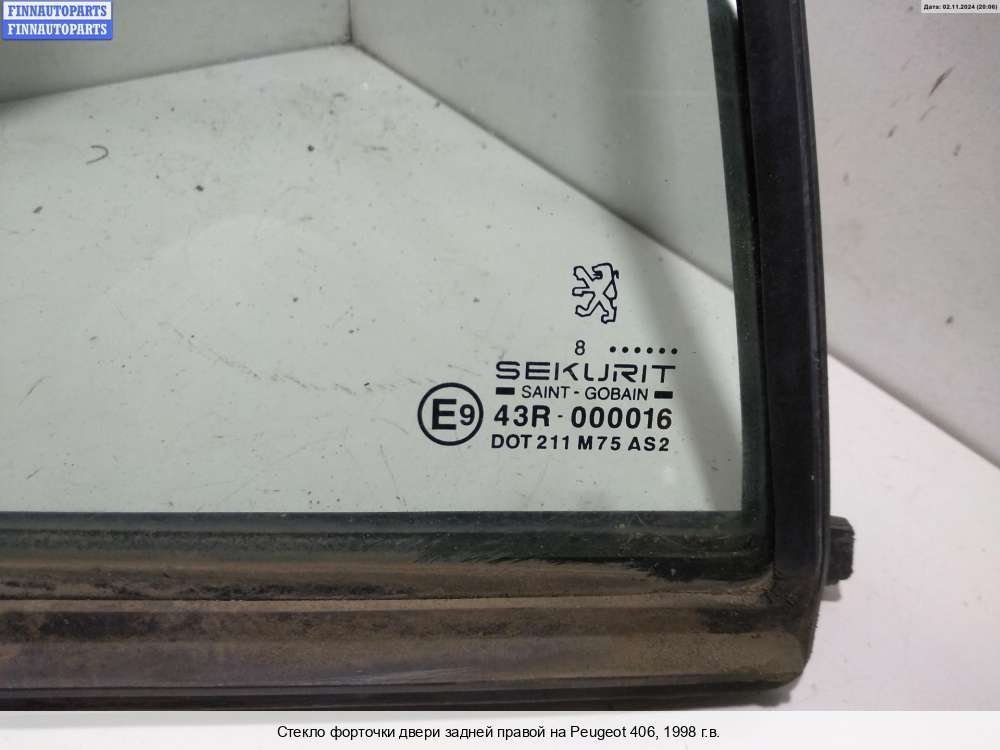 FINNAUTOPARTS
FINNAUTOPARTS
Дата: 02.11.2024 (20:06)
8 ••••••
SEKURIT
SAINT - GOBAIN
E9 43R - 000016
DOT 211 M75 AS2
Стекло форточки двери задней правой на Peugeot 406, 1998 г.в.